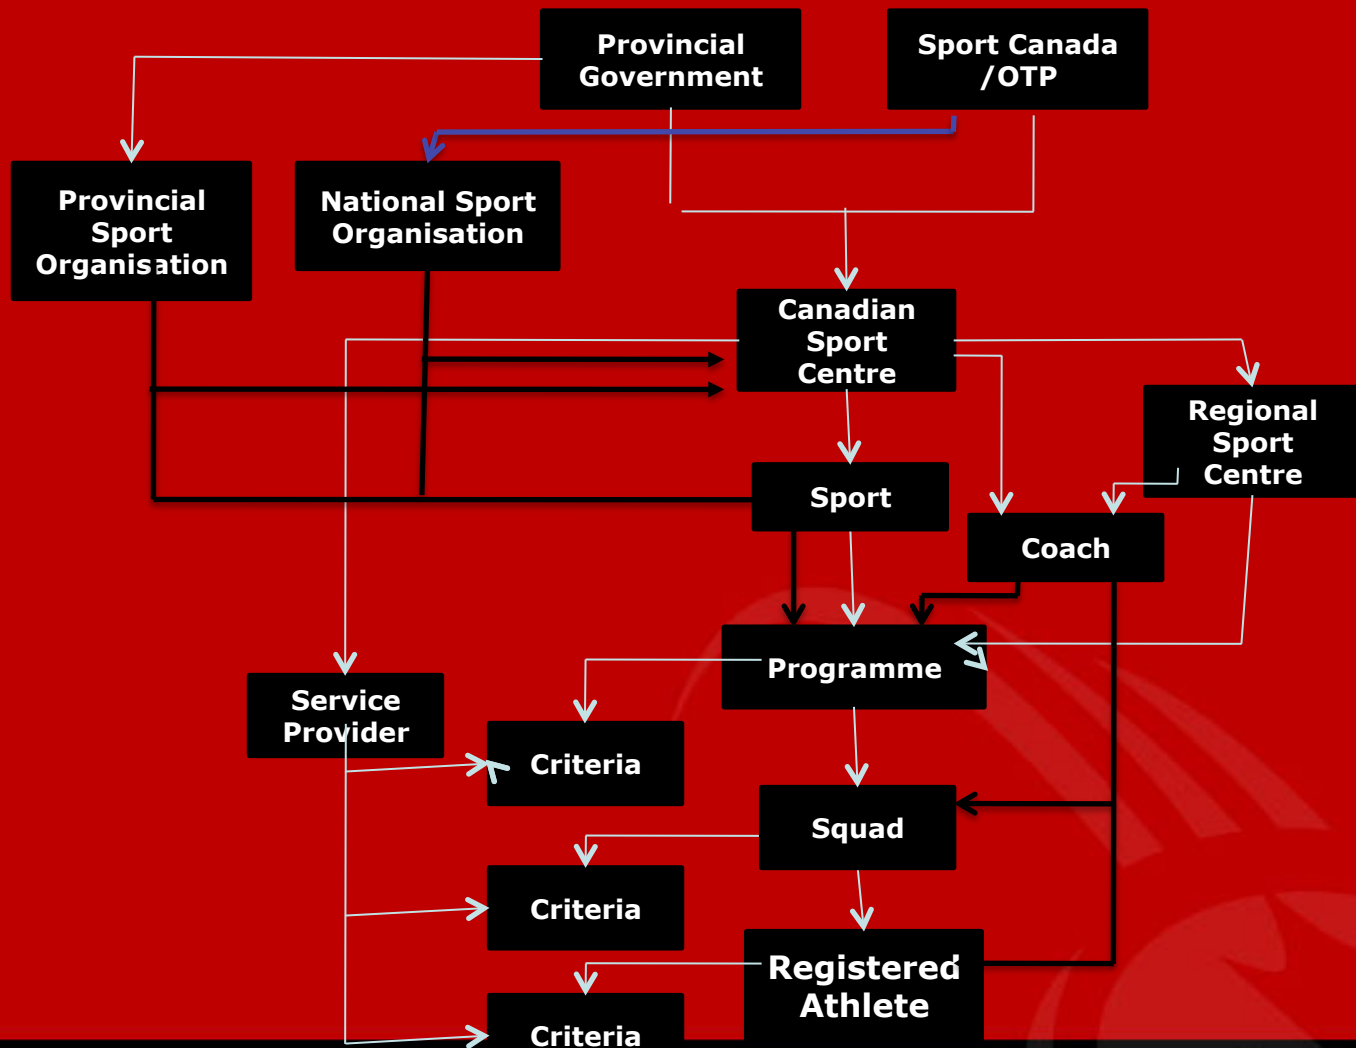 Provincial
Government
Sport Canada
/OTP
Provincial
Sport
Organisation
National Sport
Organisation
Canadian
Sport
Centre
Regional
Sport
Centre
Sport
Coach
Programme
Service
Provider
Criteria
Squad
Criteria
Registered
Athlete
Criteria